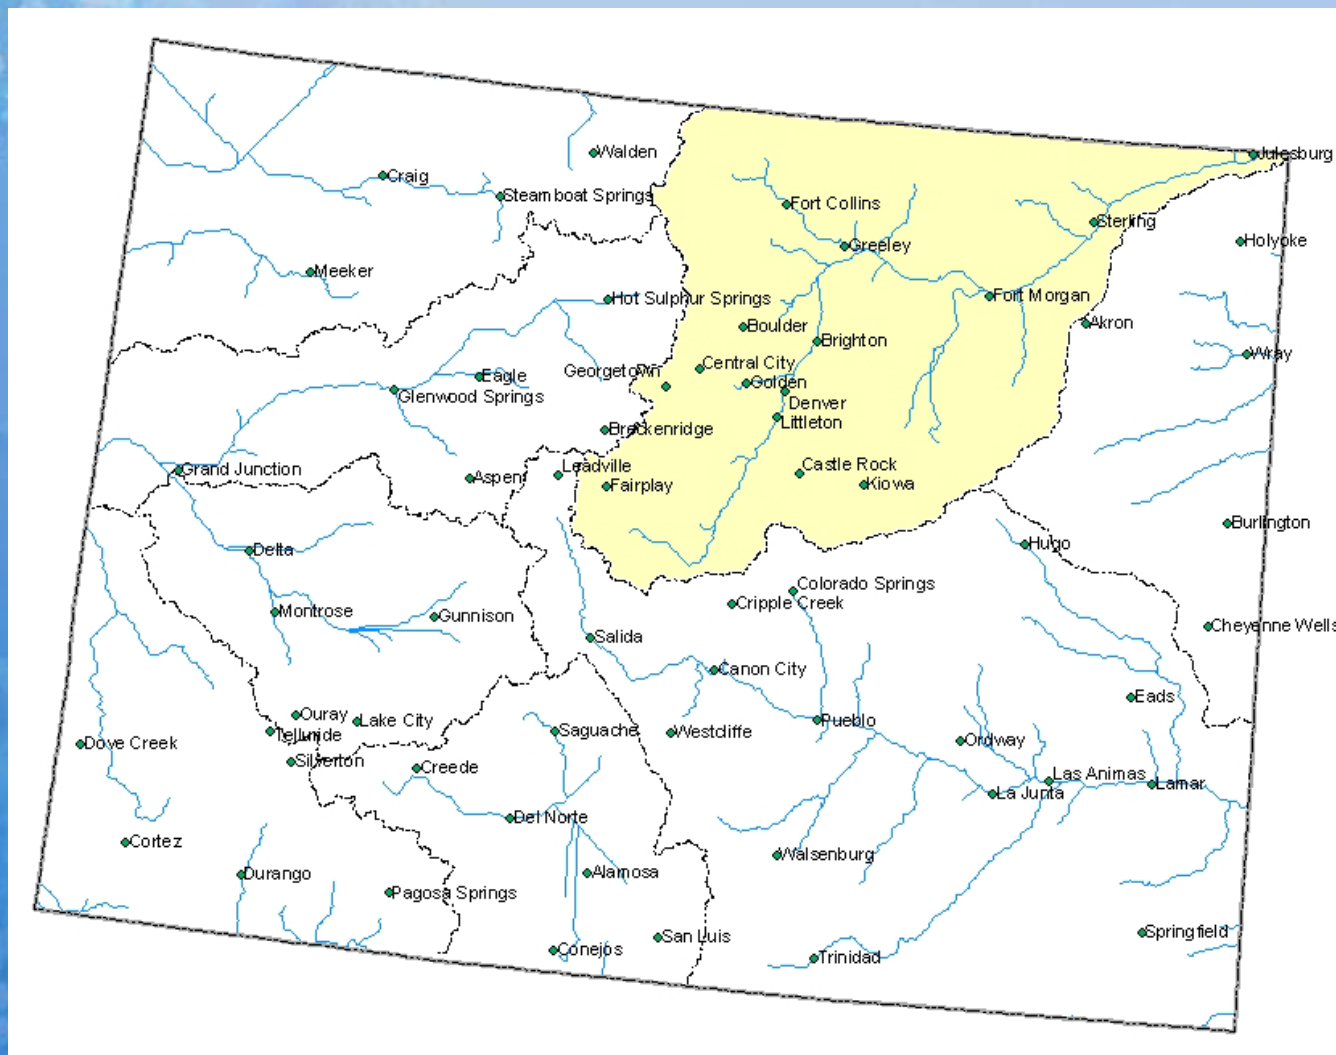 Julesburg
Walden
Craig
Steamboat Springs
Fort Collins
Sterling
Greeley
Holyoke
Meeker
Hot Sulphur Springs
Fort Morgan
Boulder
Akron
Brighton
Wray
Central City
Georgetown
Eagle
Golden
Glenwood Springs
Denver
Littleton
Breckenridge
Leadville
Castle Rock
Grand Junction
Aspen
Fairplay
Kiowa
Burlington
Delta
Hugo
Colorado Springs
Cripple Creek
Montrose
Gunnison
Cheyenne Wells
Salida
Canon City
Eads
Ouray
Lake City
Pueblo
Telluride
Saguache
Westcliffe
Dove Creek
Ordway
Silverton
Creede
Las Animas
Lamar
La Junta
Del Norte
Cortez
Walsenburg
Durango
Alamosa
Pagosa Springs
San Luis
Springfield
Conejos
Trinidad